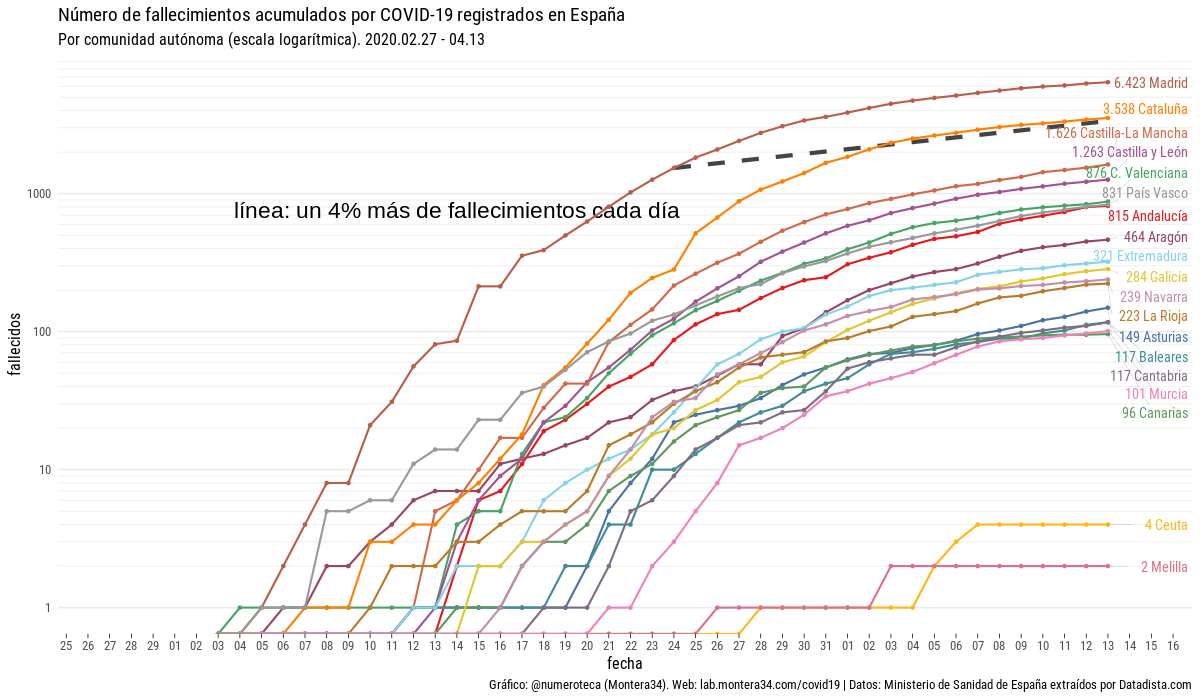 Número de fallecimientos acumulados por COVID-19 registrados en España
Por comunidad autónoma (escala logarítmica). 2020.02.27 - 04.13
6.423 Madrid
3.538 Cataluña
1.626 Castilla-La Mancha
1.263 Castilla y León
876 C. Valenciana
831 País Vasco
815 Andalucía
464 Aragón
321 Extremadura
284 Galicia
239 Navarra
223 La Rioja
149 Asturias
117 Baleares
117 Cantabria
101 Murcia
96 Canarias
4 Ceuta
2 Melilla
línea: un 4% más de fallecimientos cada día
fallecidos
1000
100
10
1
25 26 27 28 29 01 02 03 04 05 06 07 08 09 10 11 12 13 14 15 16 17 18 19 20 21 22 23 24 25 26 27 28 29 30 31 01 02 03 04 05 06 07 08 09 10 11 12 13 14 15 16
fecha
Gráfico: @numeroteca (Montera34). Web: lab.montera34.com/covid19 | Datos: Ministerio de Sanidad de España extraídos por Datadista.com